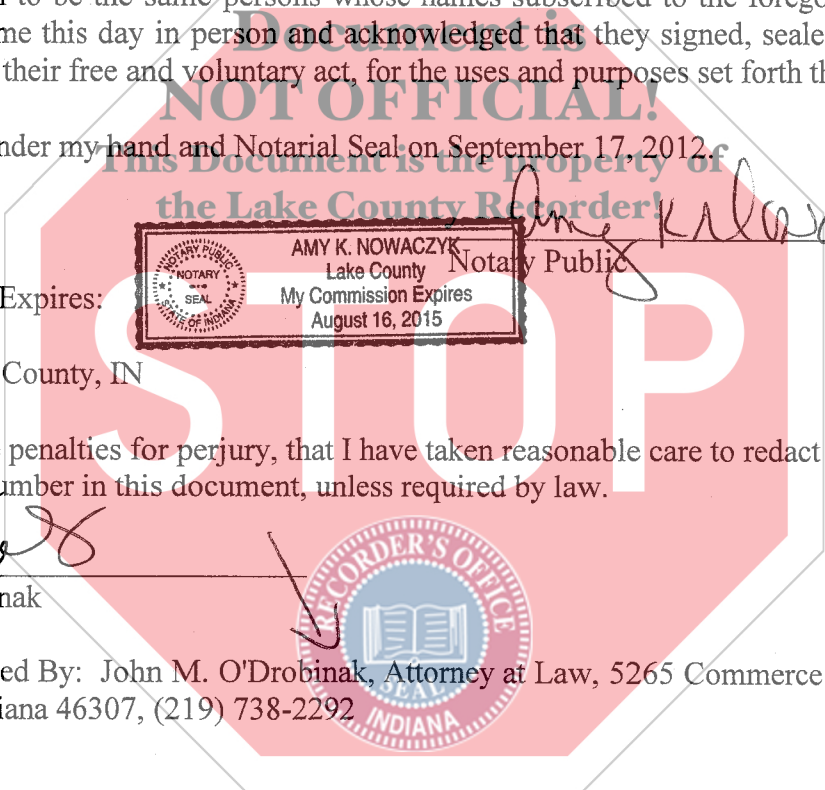 to be the same persons whose names subscribed to the forego
Document is
me this day in person and acknowledged that they signed, seale
their free and voluntary act, for the uses and purposes set forth th
NOT OFFICIAL!
nder my hand and Notarial Seal on September 17, 2012.
This Document is the property of
the Lake County Recorder!
Amy K
Notary Public
NOTARY PUBLIC
NOTARY
SEAL
STATE OF INDIANA
AMY K. NOWACZYK
Lake County
My Commission Expires
August 16, 2015
Expires:
STOP
County, IN
penalties for perjury, that I have taken reasonable care to redact
umber in this document, unless required by law.
nak
RECORDER'S OFFICE
SEAL
INDIANA
ed By: John M. O'Drobinak, Attorney at Law, 5265 Commerce
iana 46307, (219) 738-2292